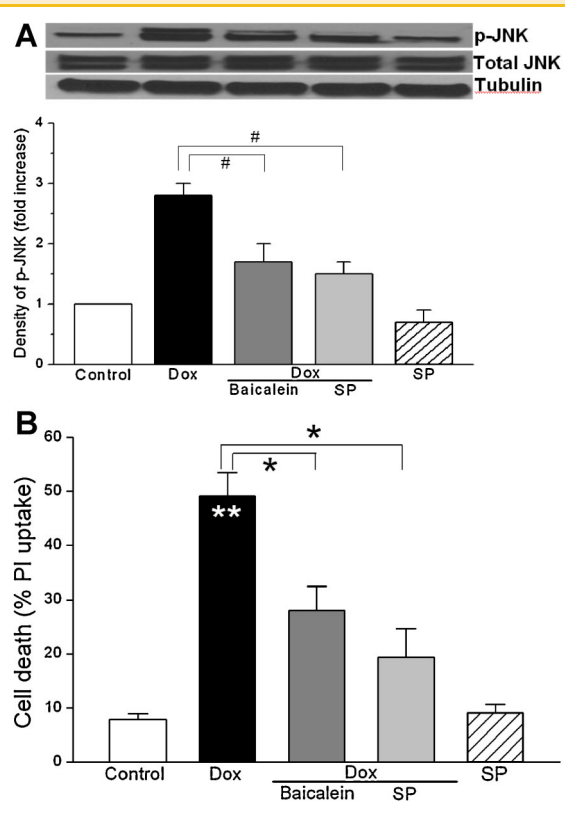 A
p-JNK
Total JNK
Tubulin
Density of p-JNK (fold increase)
4
3
2
1
0
#
#
Control Dox Dox SP
Baicalein SP
B
Cell death (% PI uptake)
60
50
40
30
20
10
0
*
*
**
Control Dox Dox SP
Baicalein SP